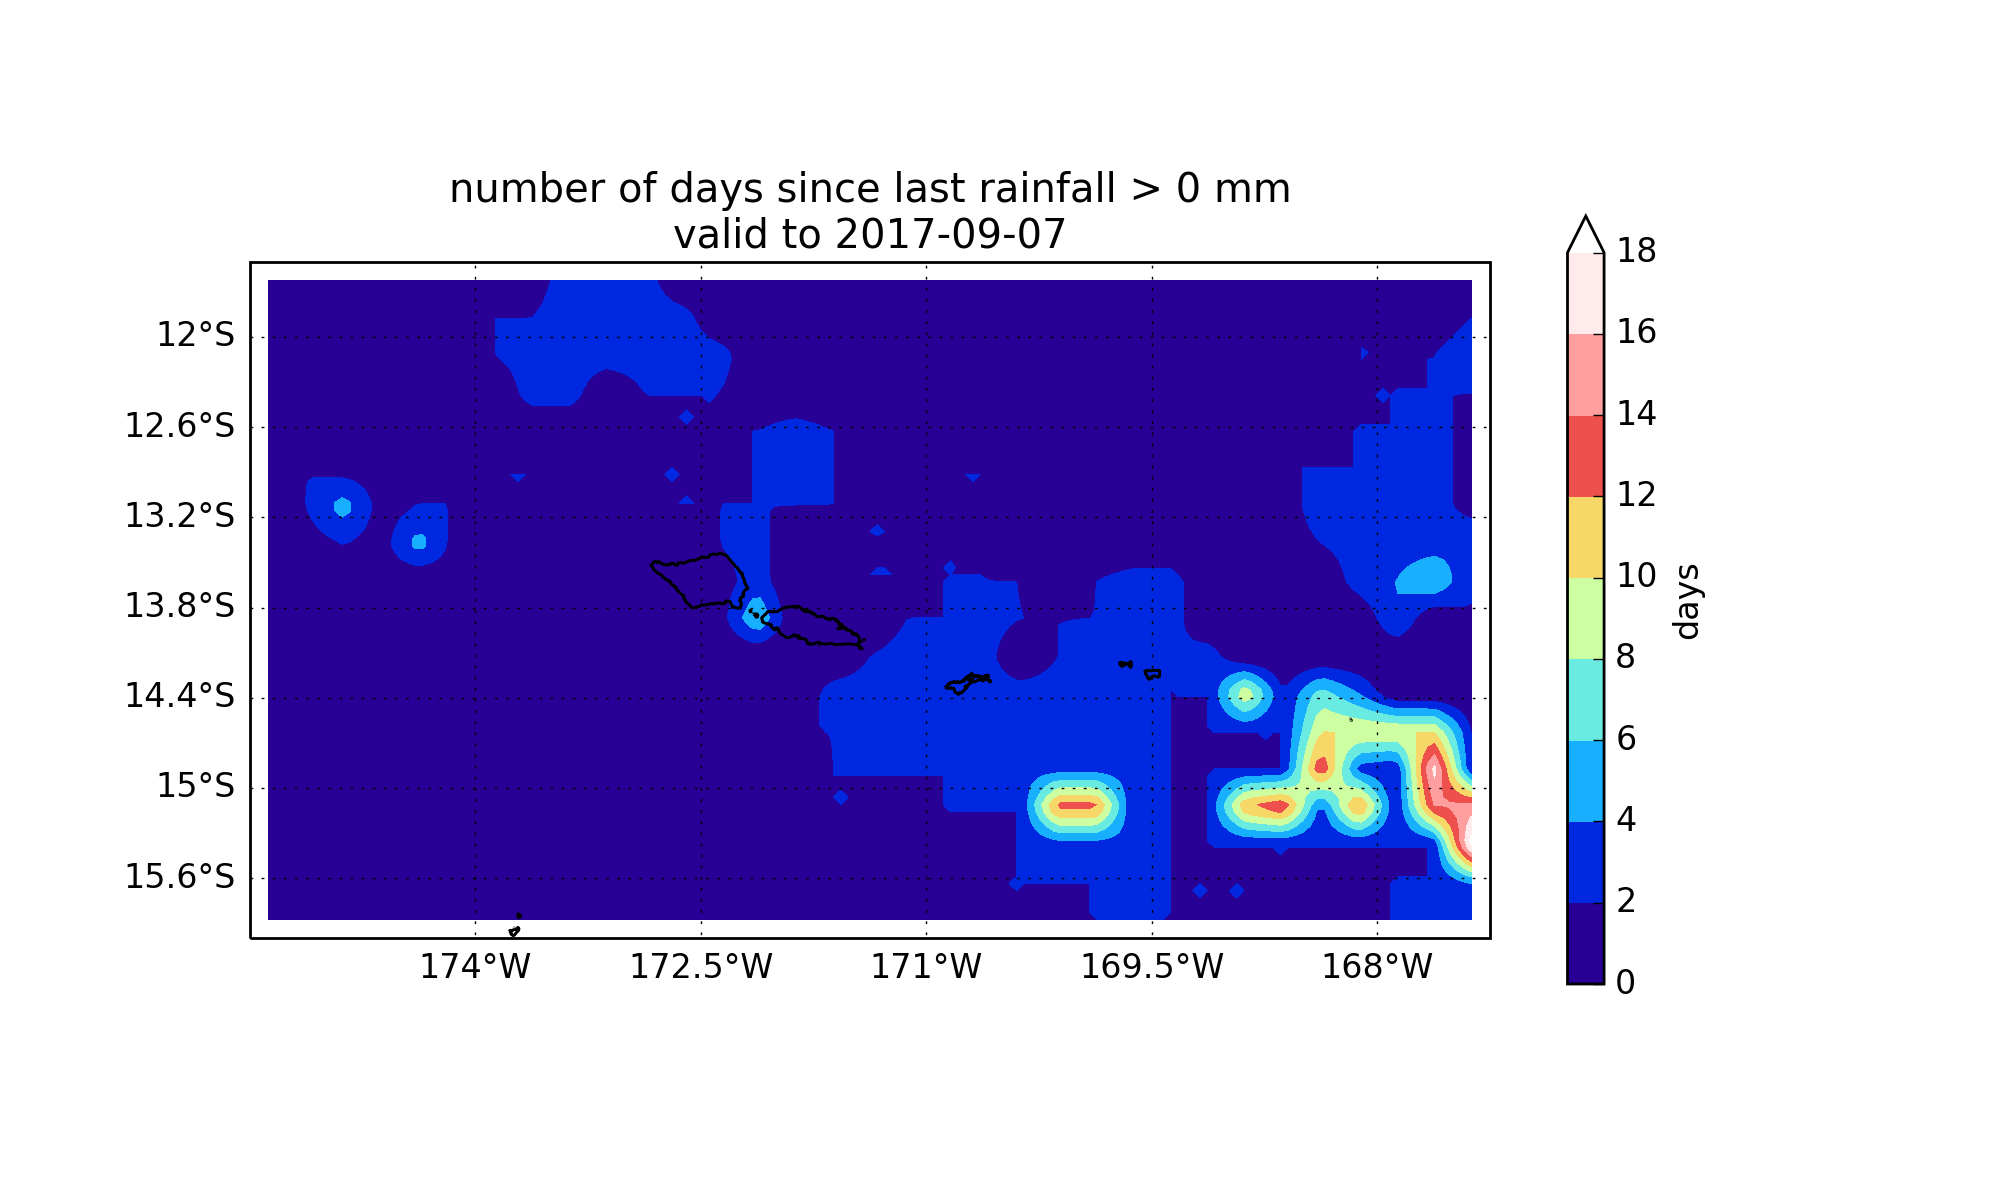 number of days since last rainfall > 0 mm
valid to 2017-09-07
12°S
12.6°S
13.2°S
13.8°S
14.4°S
15°S
15.6°S
174°W
172.5°W
171°W
169.5°W
168°W
18
16
14
12
10
8
6
4
2
0
days